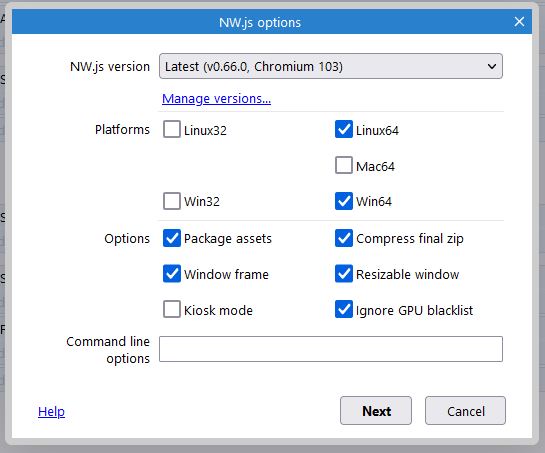 NW.js options
NW.js version Latest (v0.66.0, Chromium 103)
Manage versions...
Platforms Linux32 Linux64
Mac64
Win32 Win64
Options Package assets Compress final zip
Window frame Resizable window
Kiosk mode Ignore GPU blacklist
Command line
options
Help Next Cancel